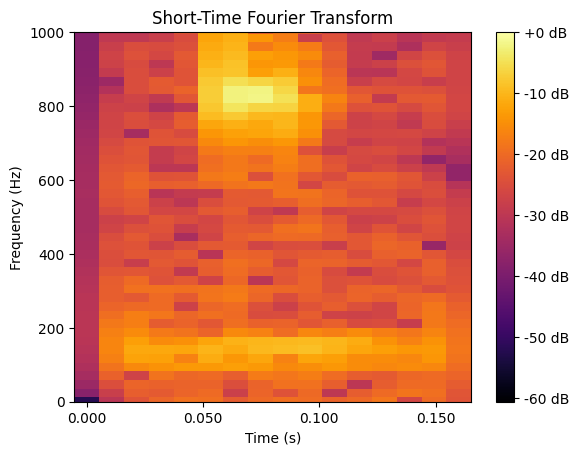 Short-Time Fourier Transform
1000
800
600
400
200
0
Frequency (Hz)
0.000
0.050
0.100
0.150
Time (s)
+0 dB
-10 dB
-20 dB
-30 dB
-40 dB
-50 dB
-60 dB